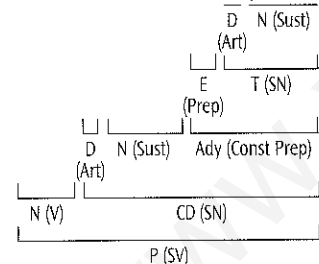 D N (Sust)
(Art)
E T (SN)
(Prep)
D N (Sust) Ady (Const Prep)
(Art)
N (V) CD (SN)
P (SV)